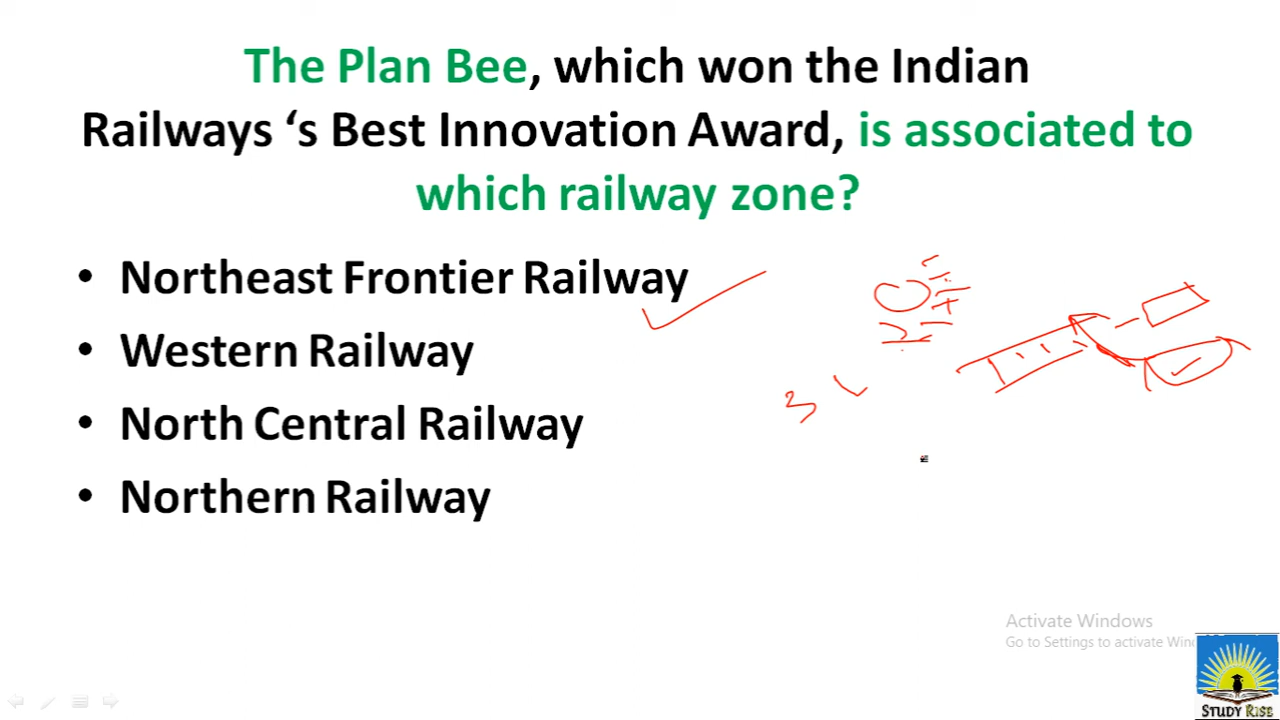 The Plan Bee, which won the Indian
Railways ‘s Best Innovation Award, is associated to
which railway zone?
• Northeast Frontier Railway
• Western Railway
• North Central Railway
• Northern Railway
3
Activate Windows
Go to Settings to activate
STUDY RISE